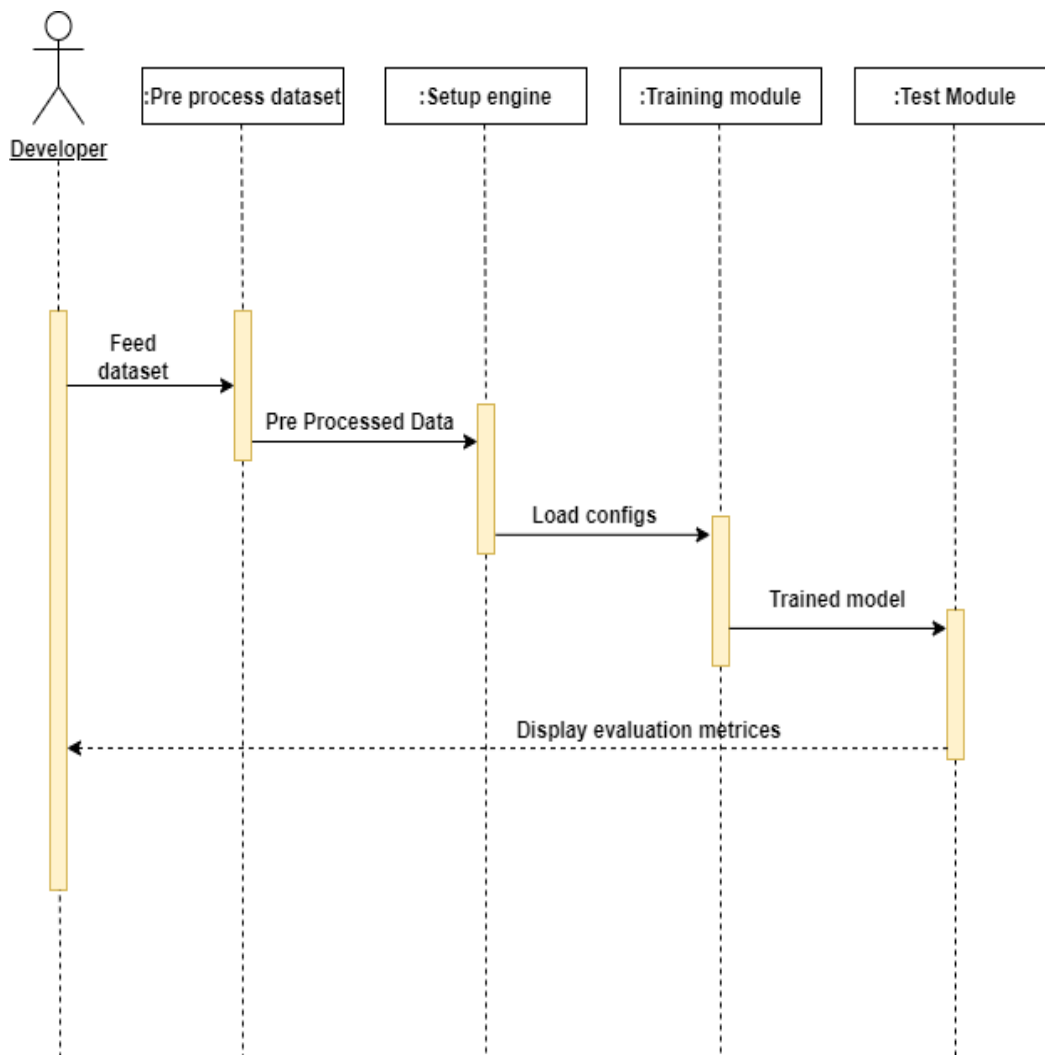 :Pre process dataset
:Setup engine
:Training module
:Test Module
Developer
Feed
dataset
Pre Processed Data
Load configs
Trained model
Display evaluation metrices